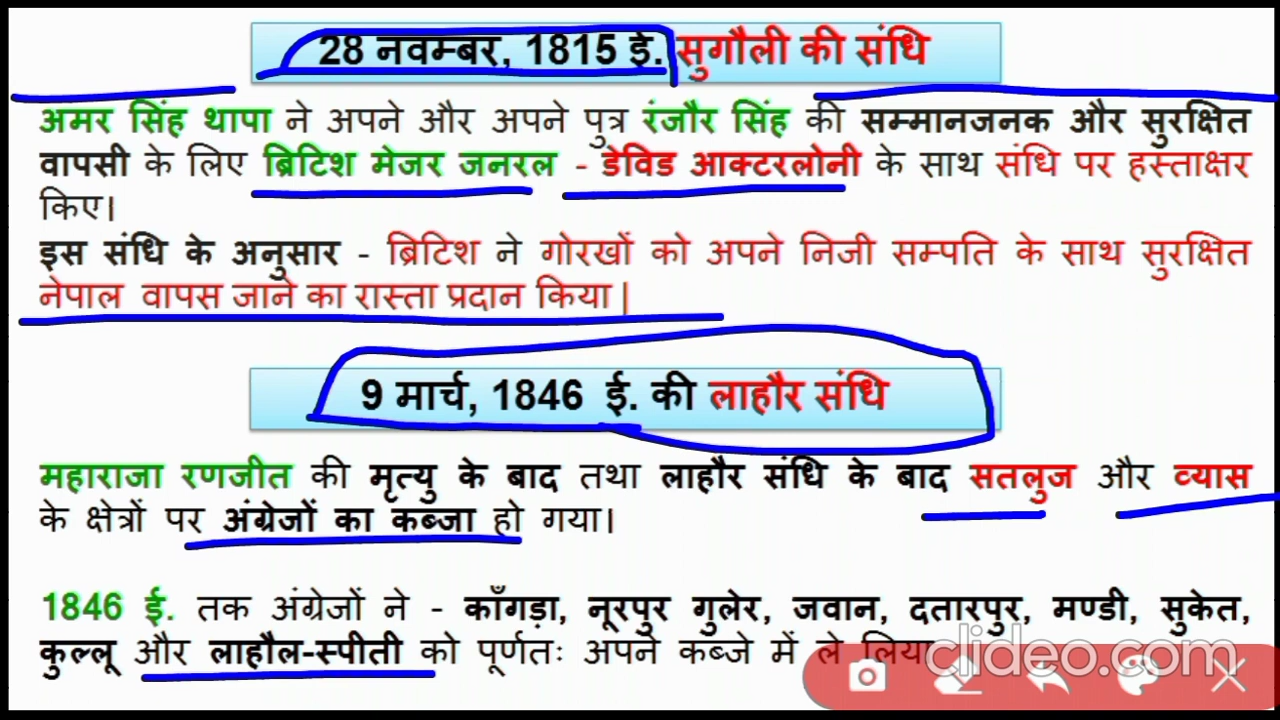 28 नवम्बर, 1815 ई. सुगौली की संधि
अमर सिंह थापा ने अपने और अपने पुत्र रंजौर सिंह की सम्मानजनक और सुरक्षित
वापसी के लिए ब्रिटिश मेजर जनरल - डेविड आक्टरलोनी के साथ संधि पर हस्ताक्षर
किए।
इस संधि के अनुसार - ब्रिटिश ने गोरखों को अपने निजी सम्पति के साथ सुरक्षित
नेपाल वापस जाने का रास्ता प्रदान किया |
9 मार्च, 1846 ई. की लाहौर संधि
महाराजा रणजीत की मृत्यु के बाद तथा लाहौर संधि के बाद सतलुज और व्यास
के क्षेत्रों पर अंग्रेजों का कब्जा हो गया।
1846 ई. तक अंग्रेजों ने - काँगड़ा, नूरपुर गुलेर, जवान, दतारपुर, मण्डी, सुकेत,
कुल्लू और लाहौल-स्पीती को पूर्णतः अपने कब्जे में ले लिया
clideo.com